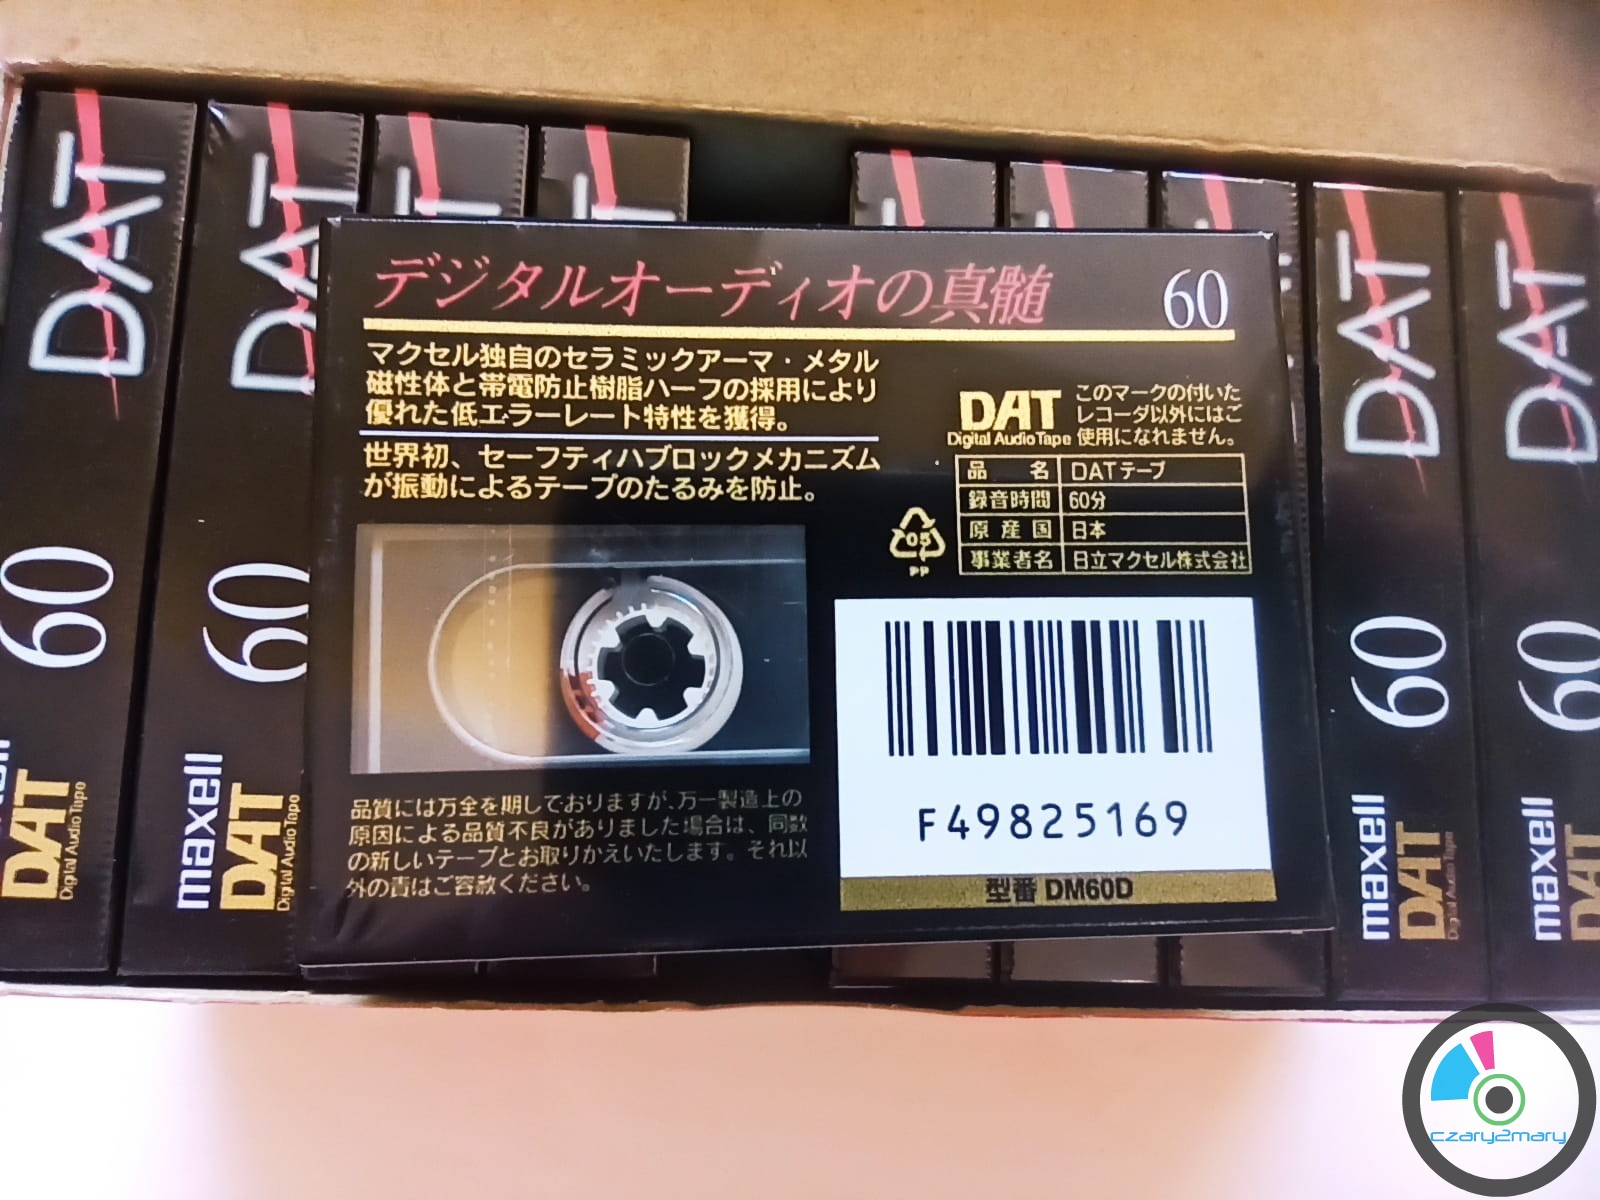 DAT
60
maxell
DAT
Digital Audio Tape
DAT
60
maxell
DAT
Digital Audio Tape
デジタルオーディオの真髄 60
マクセル独自のセラミックアーマ・メタル
磁性体と帯電防止樹脂ハーフの採用により
優れた低エラーレート特性を獲得。
世界初、セーフティハブロックメカニズム
が振動によるテープのたるみを防止。
DAT
Digital Audio Tape
このマークの付いた
レコーダ以外にはご
使用になれません。
品名 DATテープ
録音時間 60分
原産国 日本
事業者名 日立マクセル株式会社
05
PP
F49825169
型番 DM60D
品質には万全を期しておりますが、万一製造上の
原因による品質不良がありました場合は、同数
の新しいテープとお取りかえいたします。それ以
外の責はご容赦ください。
DAT
60
maxell
DAT
Digital Audio Tape
DAT
60
maxell
DAT
czary2mary